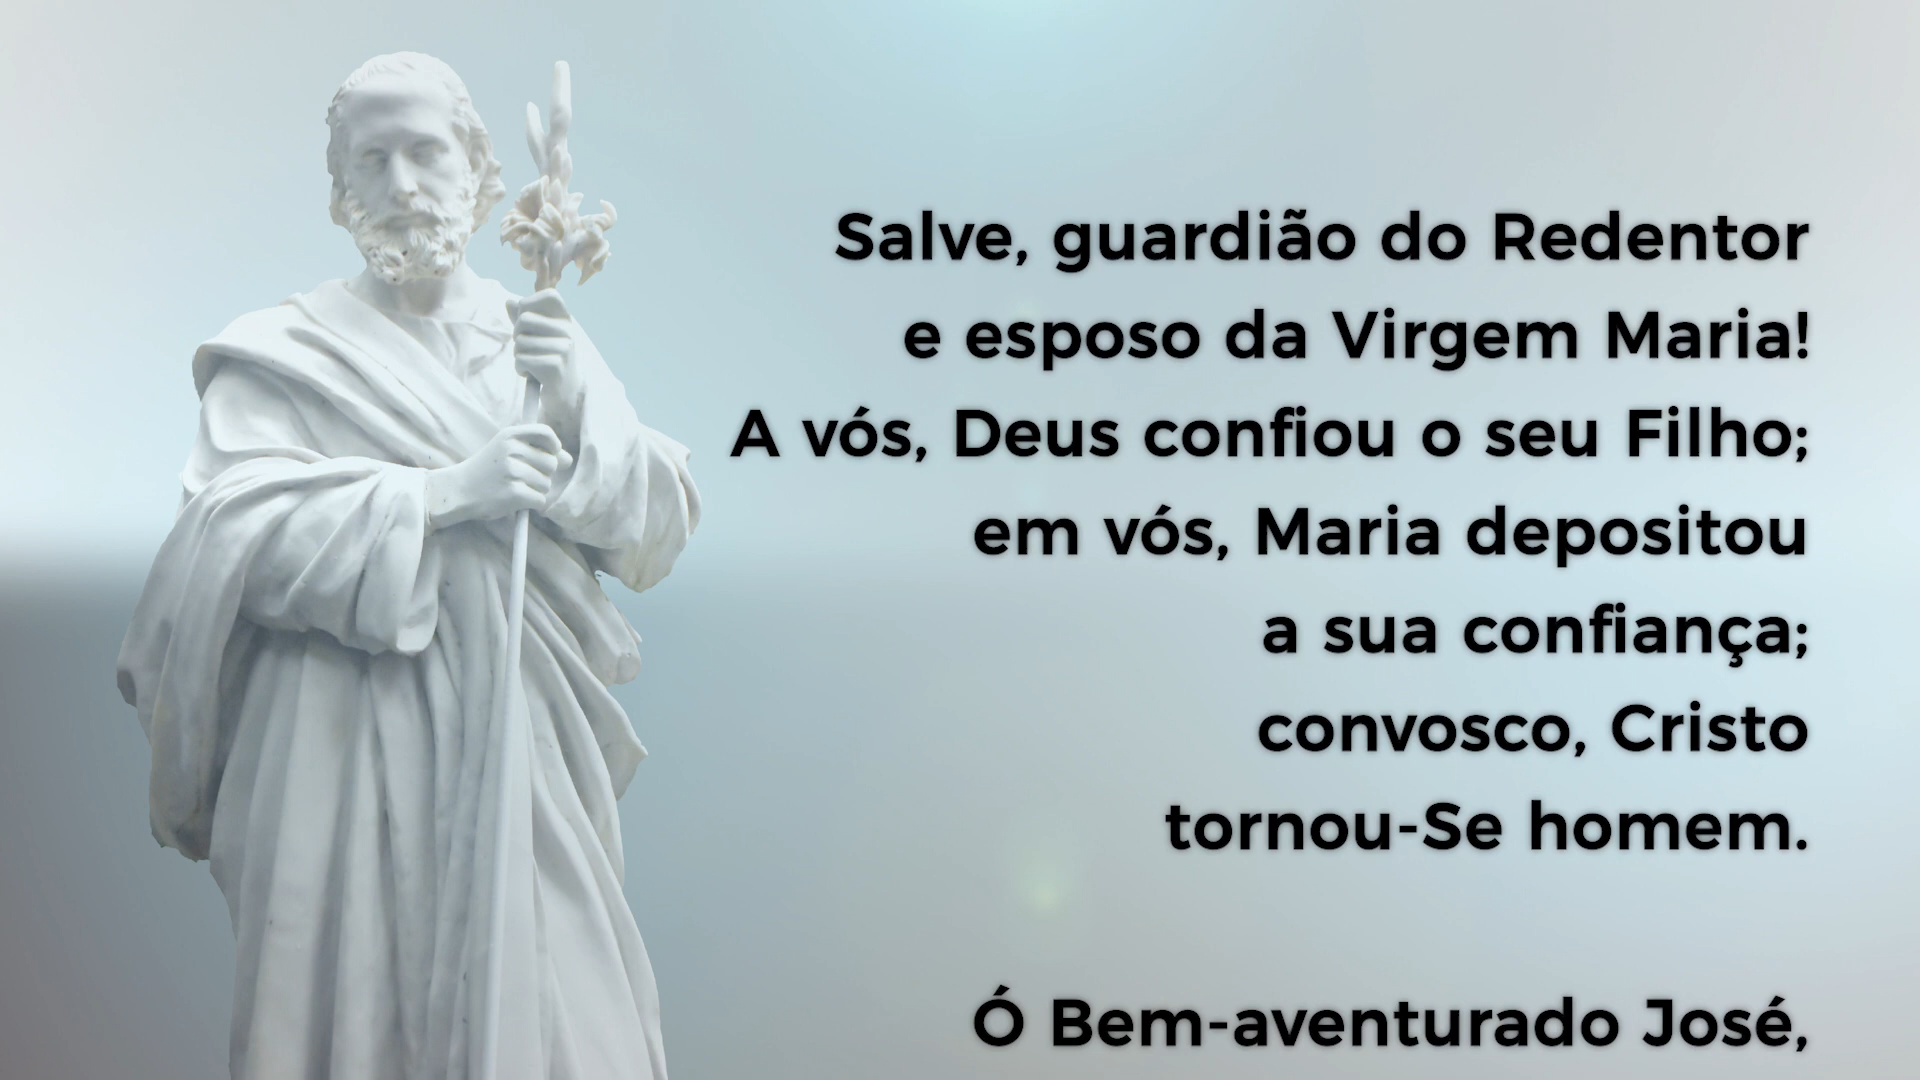 Salve, guardião do Redentor
e esposo da Virgem Maria!
A vós, Deus confiou o seu Filho;
em vós, Maria depositou
a sua confiança;
convosco, Cristo
tornou-Se homem.
Ó Bem-aventurado José,